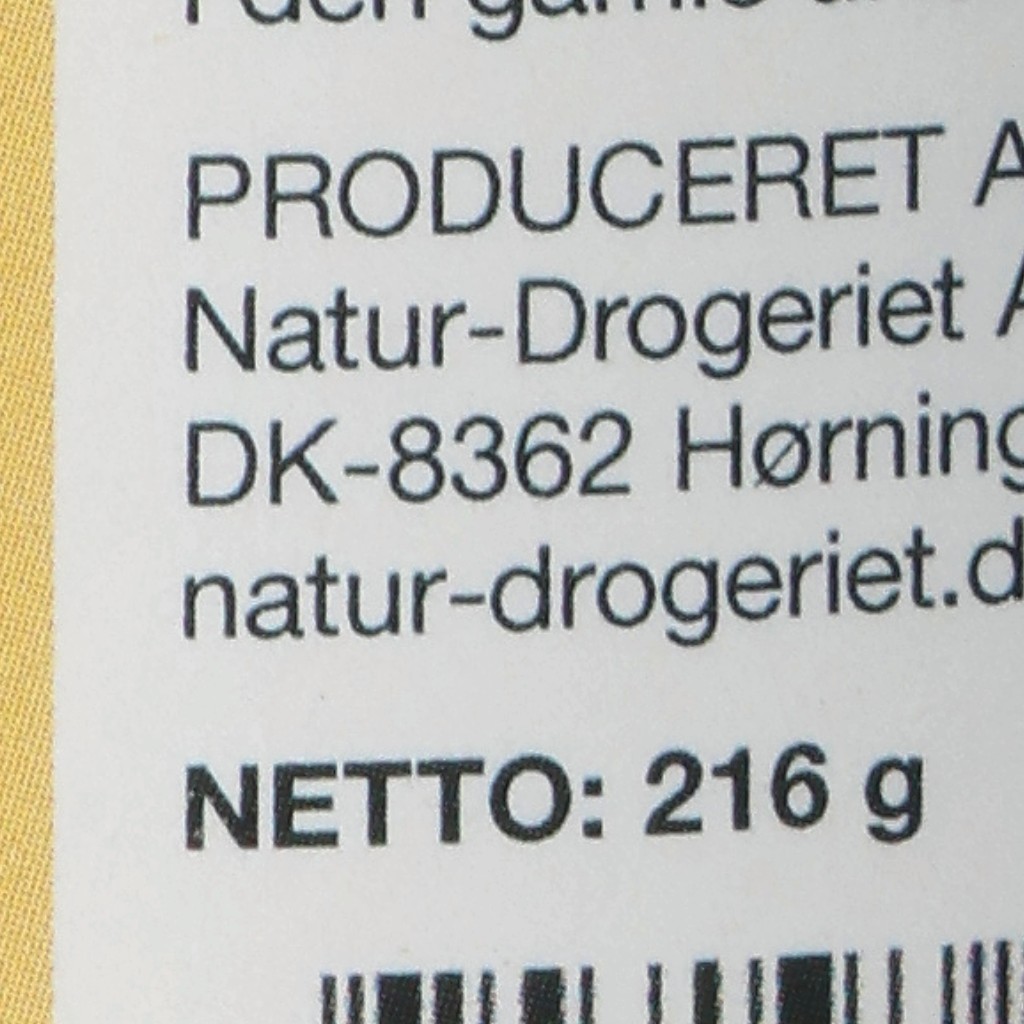 PRODUCERET A
Natur-Drogeriet A
DK-8362 Hørning
natur-drogeriet.d
NETTO: 216 g